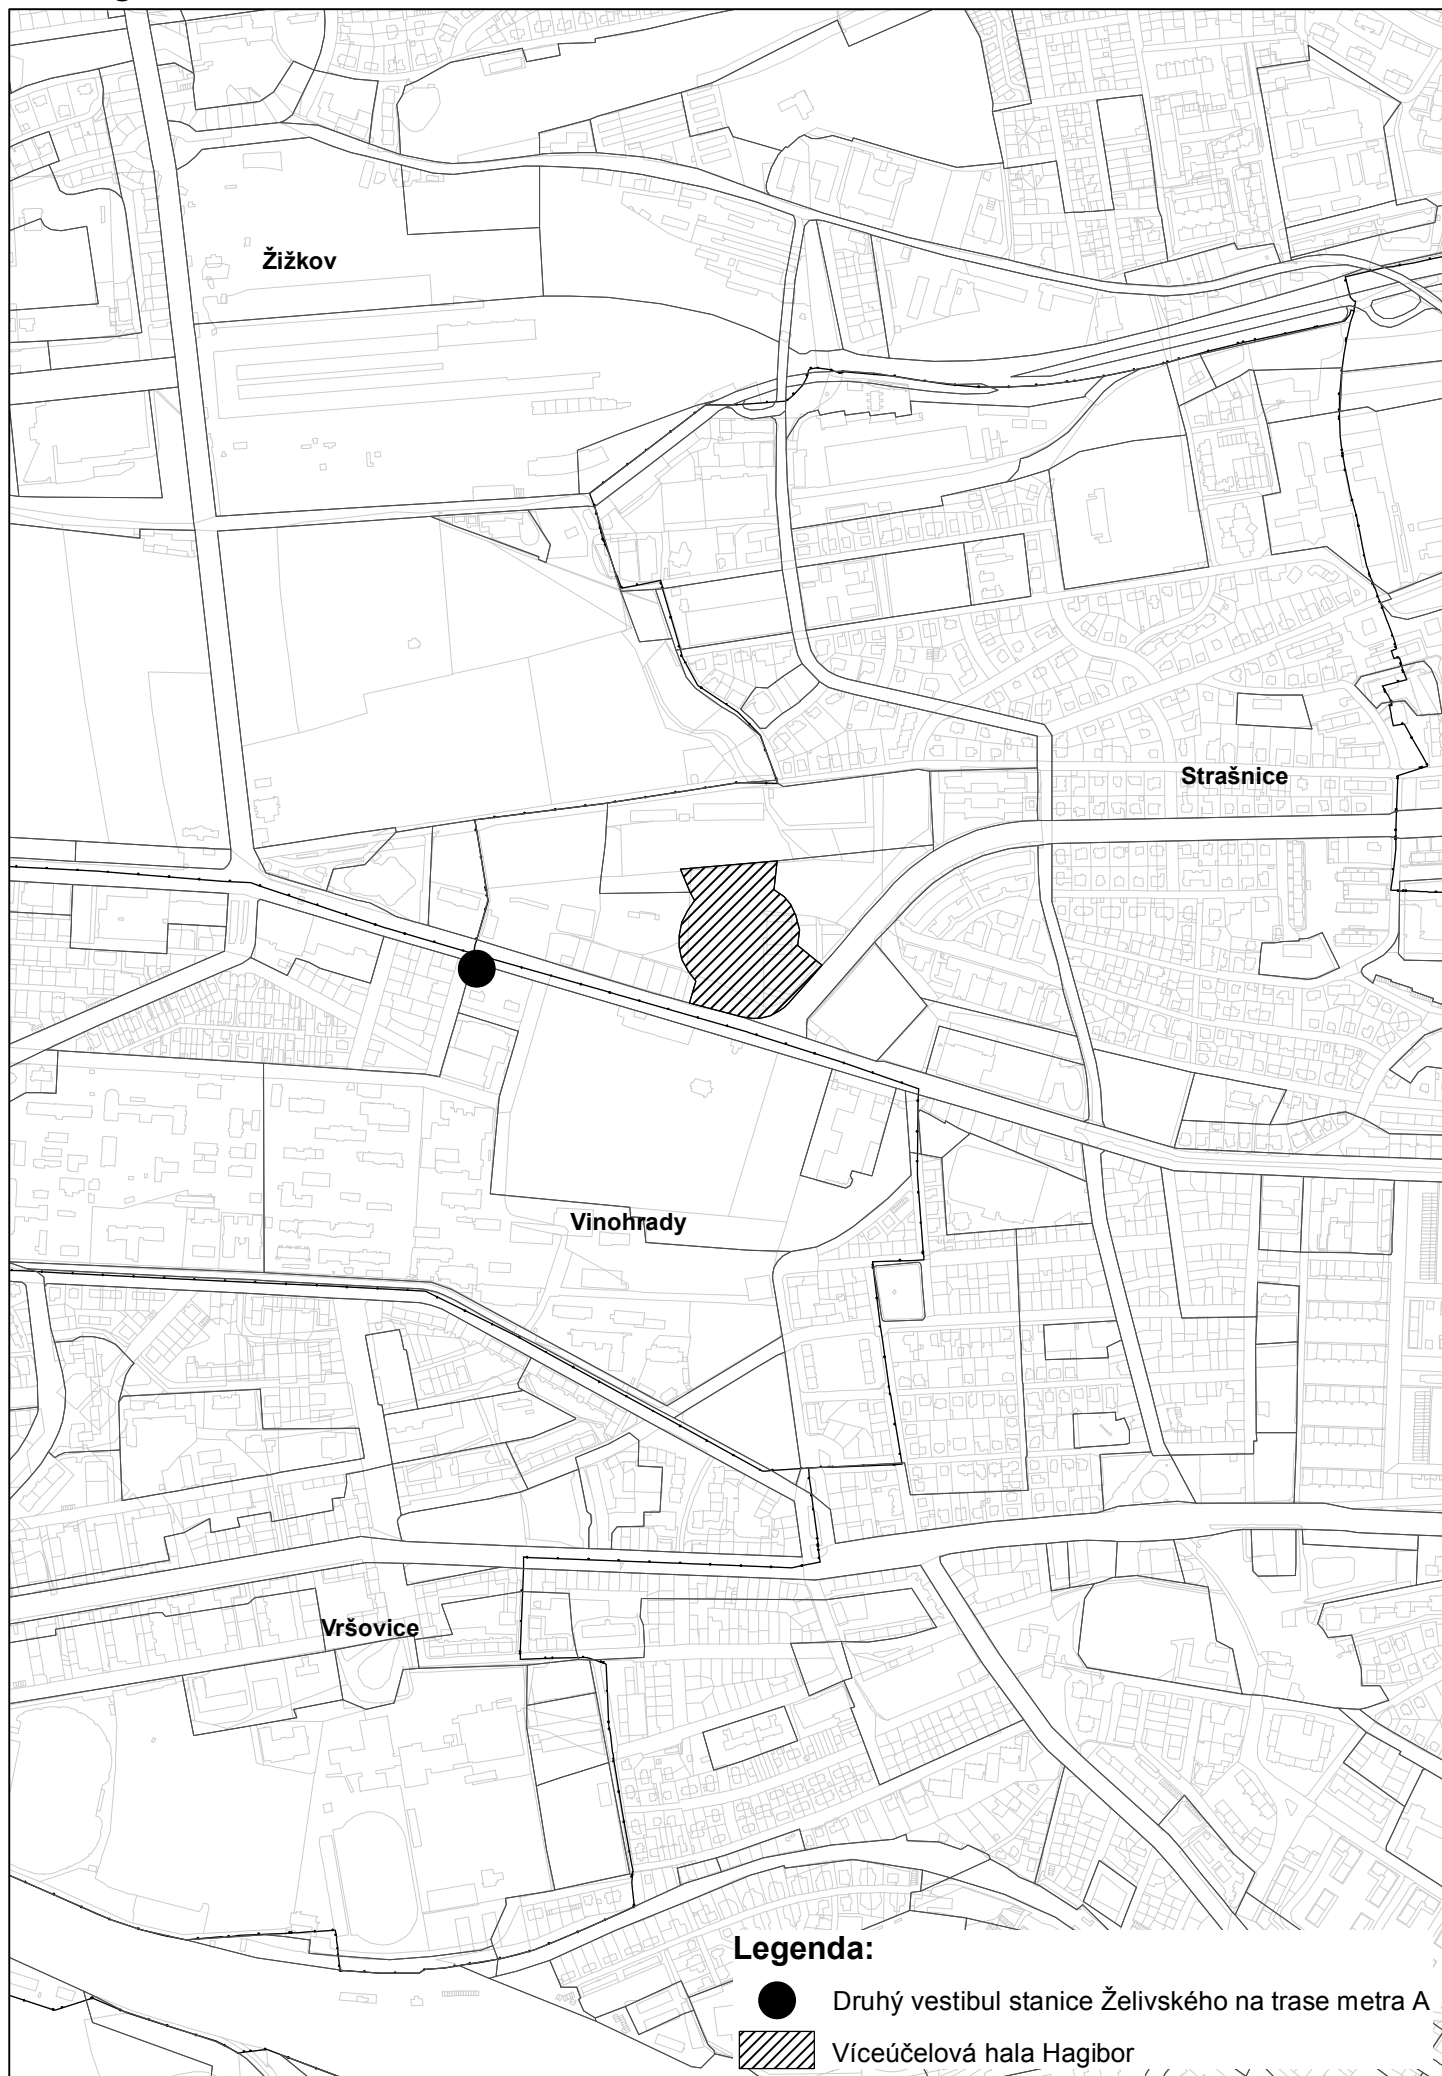 Žižkov
Strašnice
Vinohrady
Vršovice
Legenda:
Druhý vestibul stanice Želivského na trase metra A
Víceúčelová hala Hagibor